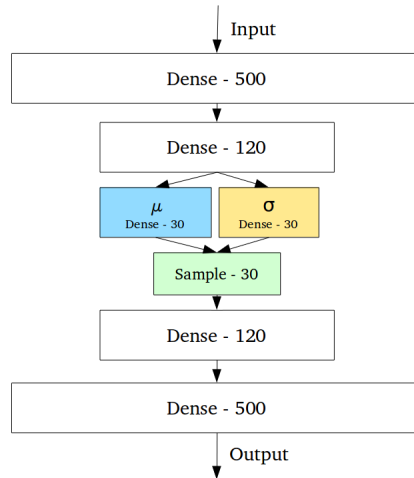 Input
Dense - 500
Dense - 120
μ
Dense - 30
σ
Dense - 30
Sample - 30
Dense - 120
Dense - 500
Output